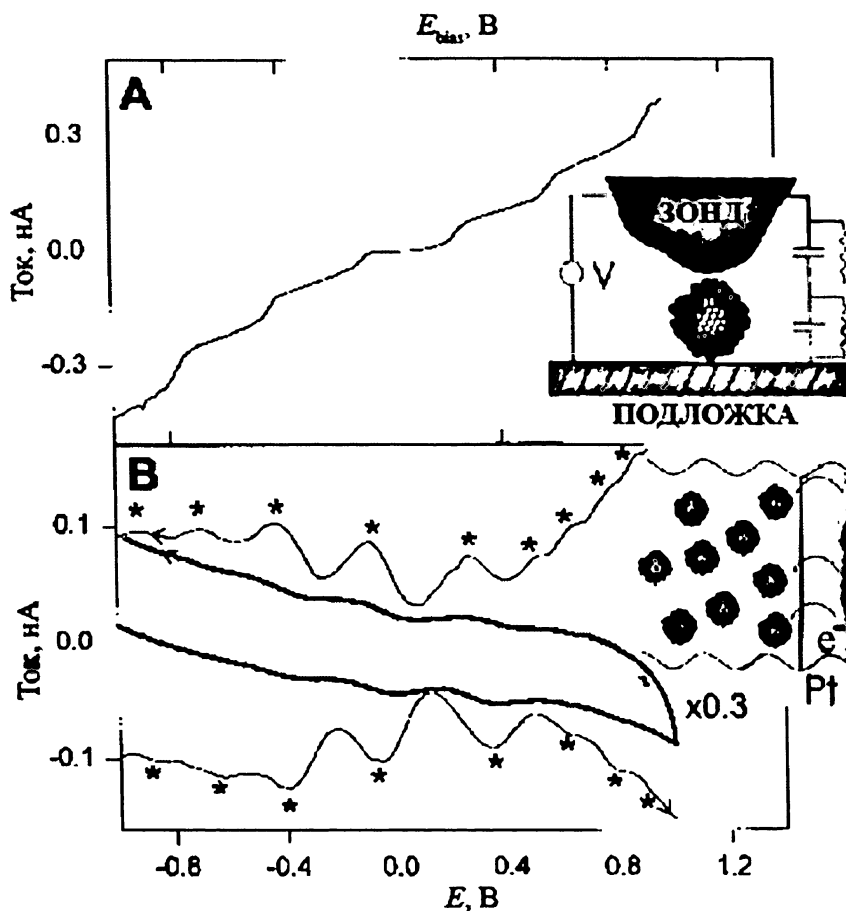 E_bias, В
A
0.3
0.0
-0.3
Ток, нА
ЗОНД
V
ПОДЛОЖКА
B
0.1
0.0
-0.1
Ток, нА
e⁻
Pt
x0.3
-0.8
-0.4
0.0
0.4
0.8
1.2
E, В